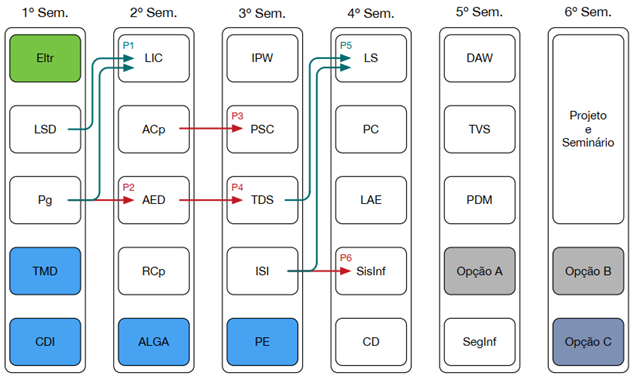 1º Sem.
2º Sem.
3º Sem.
4º Sem.
5º Sem.
6º Sem.
Eltr
P1
LIC
IPW
P5
LS
DAW
LSD
ACp
P3
PSC
PC
TVS
Projeto
e
Seminário
Pg
P2
AED
P4
TDS
LAE
PDM
TMD
RCp
ISI
P6
SisInf
Opção A
Opção B
CDI
ALGA
PE
CD
SegInf
Opção C